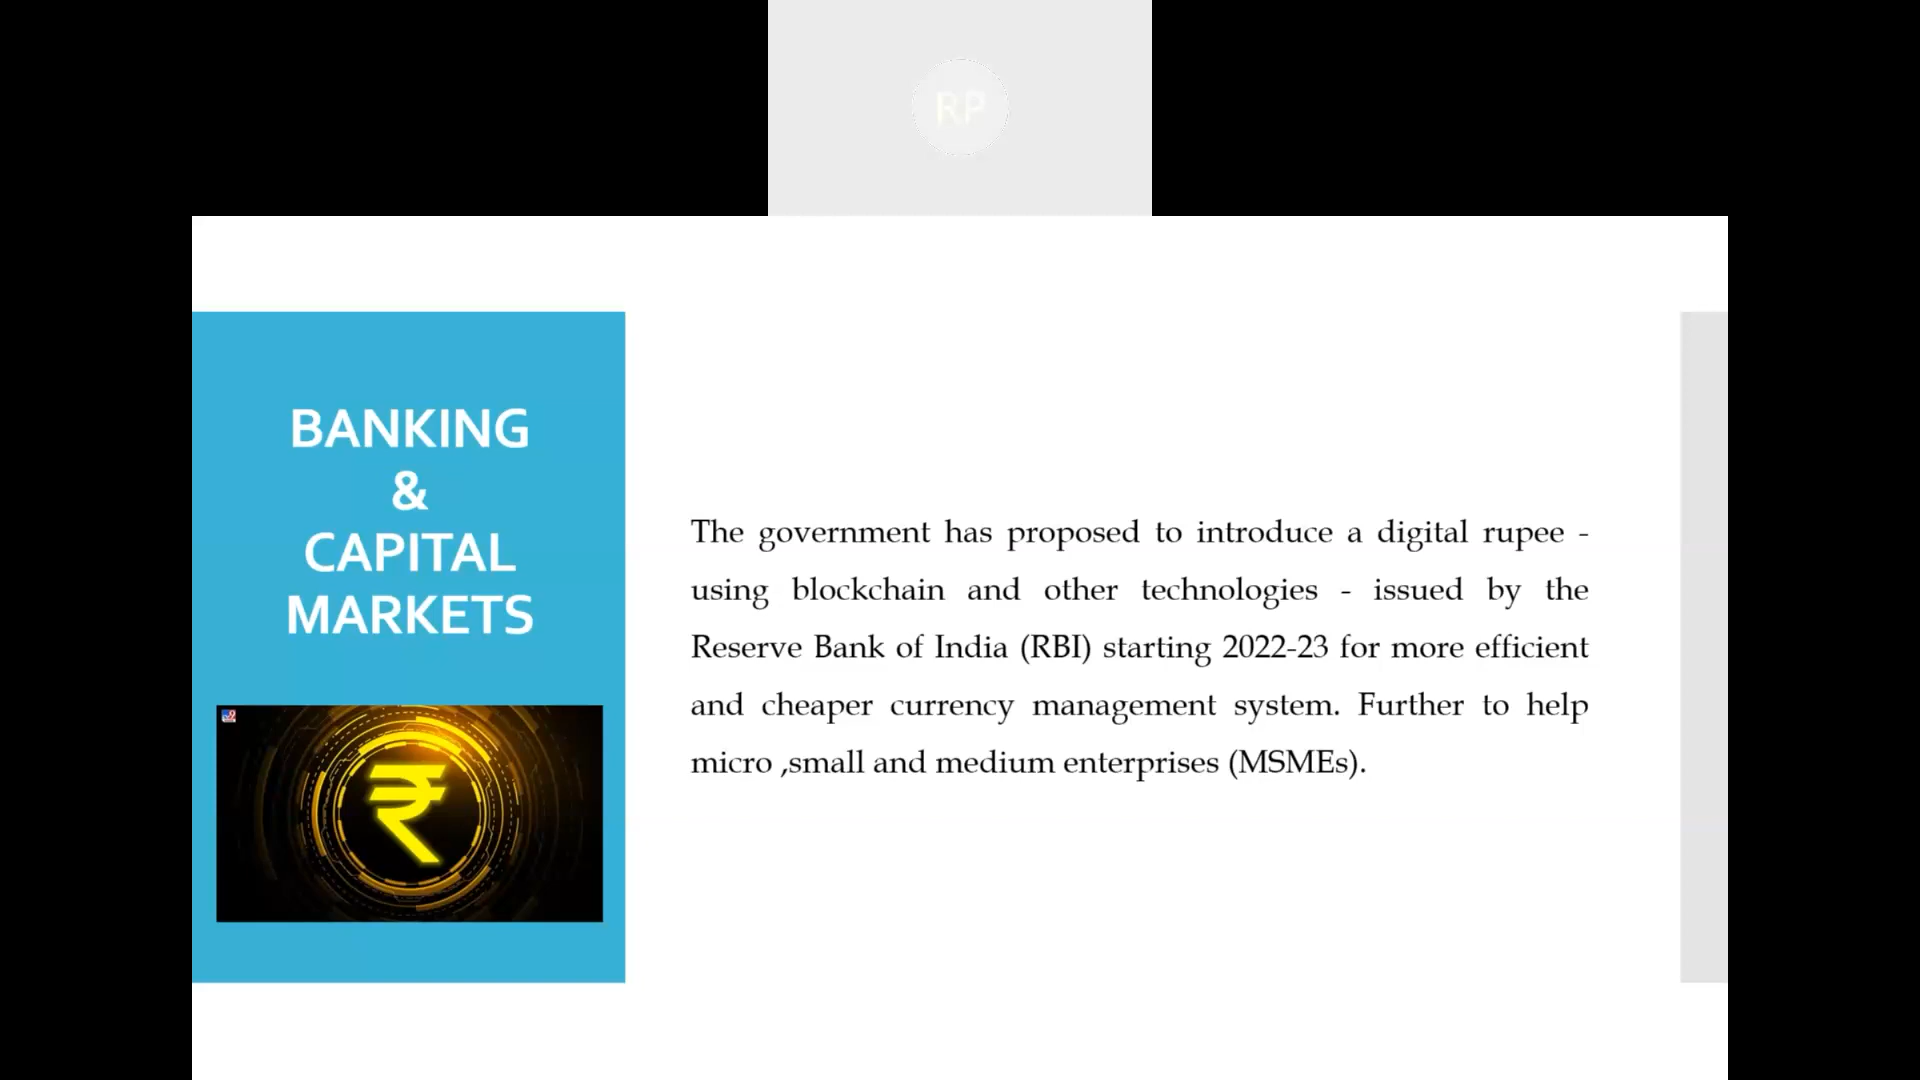 RP
BANKING
&
CAPITAL
MARKETS
The government has proposed to introduce a digital rupee -
using blockchain and other technologies - issued by the
Reserve Bank of India (RBI) starting 2022-23 for more efficient
and cheaper currency management system. Further to help
micro ,small and medium enterprises (MSMEs).
₹